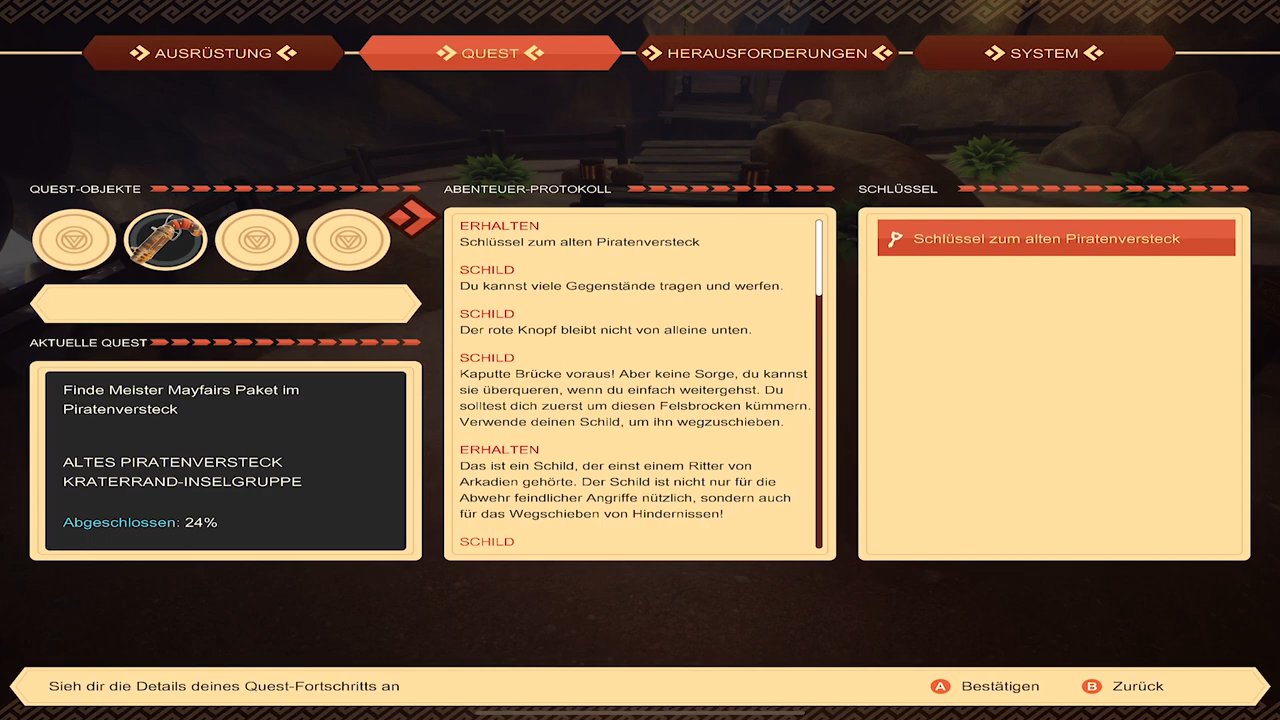 AUSRÜSTUNG
QUEST
HERAUSFORDERUNGEN
SYSTEM
QUEST-OBJEKTE
AKTUELLE QUEST
Finde Meister Mayfairs Paket im
Piratenversteck
ALTES PIRATENVERSTECK
KRATERRAND-INSELGRUPPE
Abgeschlossen: 24%
ABENTEUER-PROTOKOLL
ERHALTEN
Schlüssel zum alten Piratenversteck
SCHILD
Du kannst viele Gegenstände tragen und werfen.
SCHILD
Der rote Knopf bleibt nicht von alleine unten.
SCHILD
Kaputte Brücke voraus! Aber keine Sorge, du kannst
sie überqueren, wenn du einfach weitergehst. Du
solltest dich zuerst um diesen Felsbrocken kümmern.
Verwende deinen Schild, um ihn wegzuschieben.
ERHALTEN
Das ist ein Schild, der einst einem Ritter von
Arkadien gehörte. Der Schild ist nicht nur für die
Abwehr feindlicher Angriffe nützlich, sondern auch
für das Wegschieben von Hindernissen!
SCHILD
SCHLÜSSEL
Schlüssel zum alten Piratenversteck
Sieh dir die Details deines Quest-Fortschritts an
A Bestätigen
B Zurück